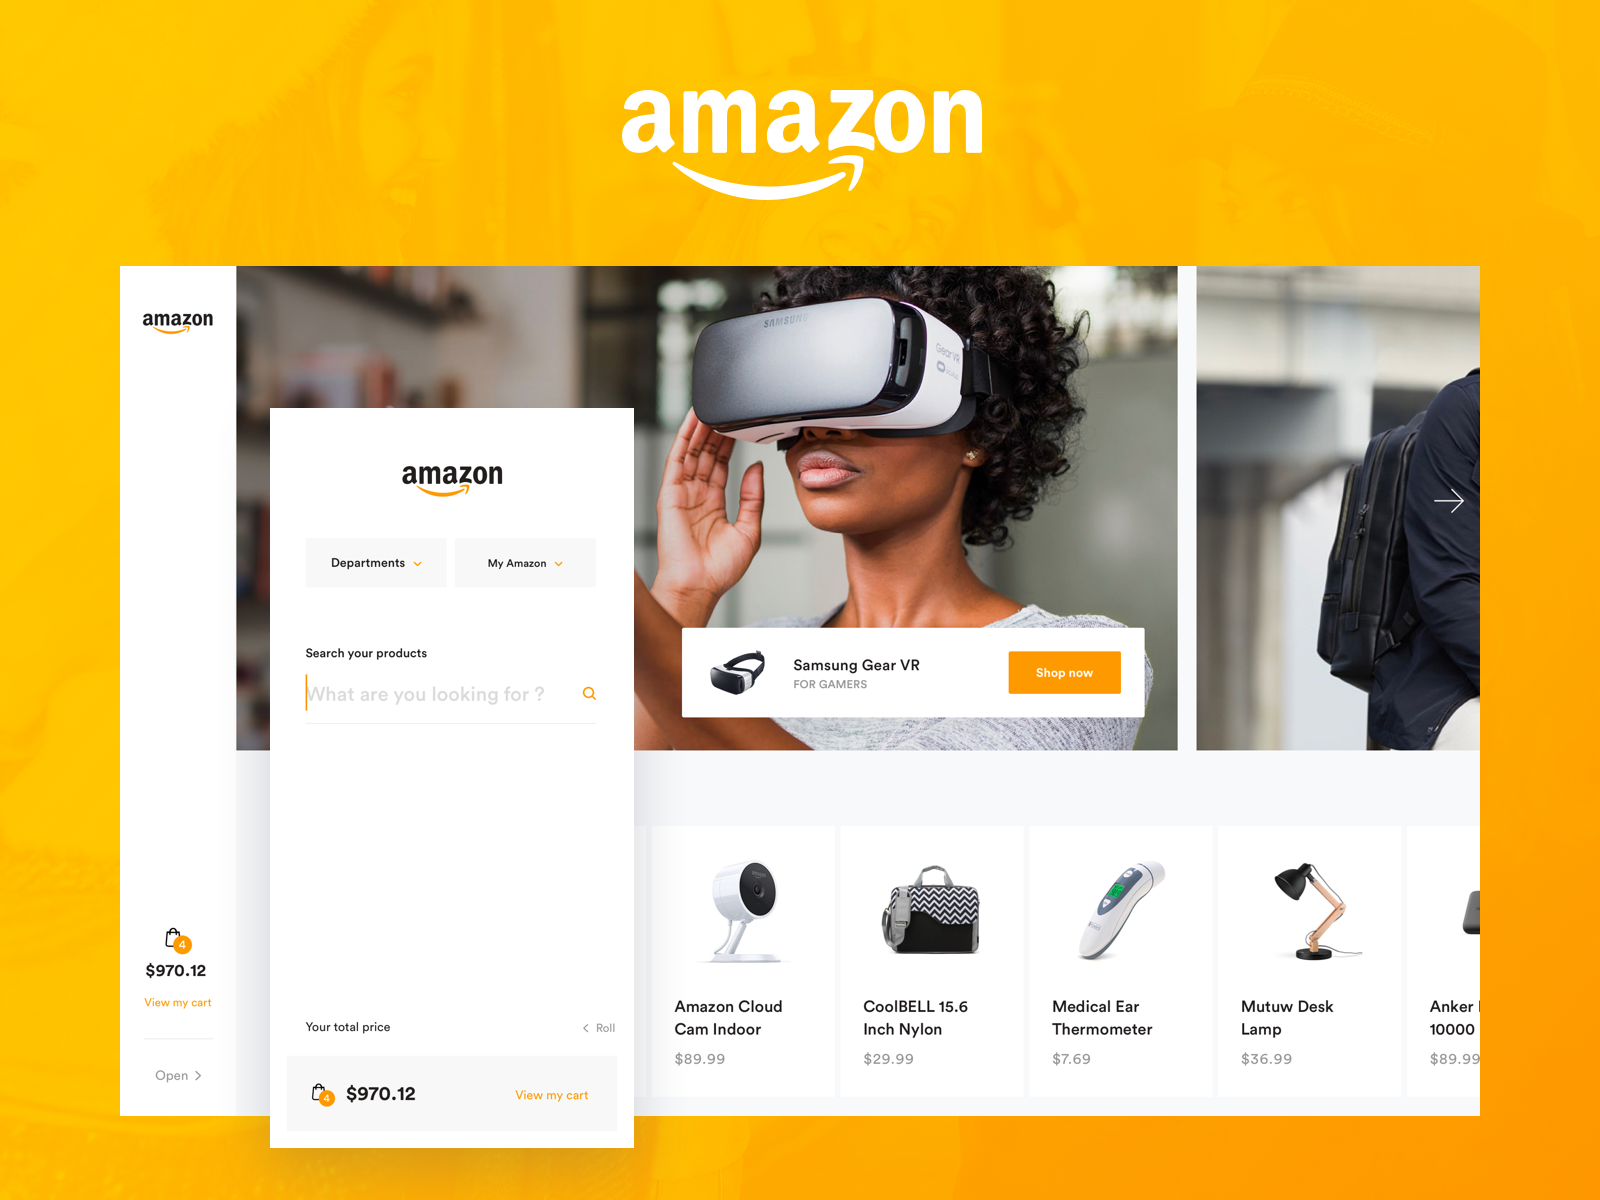 amazon
amazon
SAMSUNG
Gear VR
amazon
Departments
My Amazon
Search your products
What are you looking for ?
Samsung Gear VR
FOR GAMERS
Shop now
4
$970.12
View my cart
Open
Your total price
Roll
4
$970.12
View my cart
Amazon Cloud
Cam Indoor
$89.99
CoolBELL 15.6
Inch Nylon
$29.99
Medical Ear
Thermometer
$7.69
Mutuw Desk
Lamp
$36.99
Anker
10000
$89.99